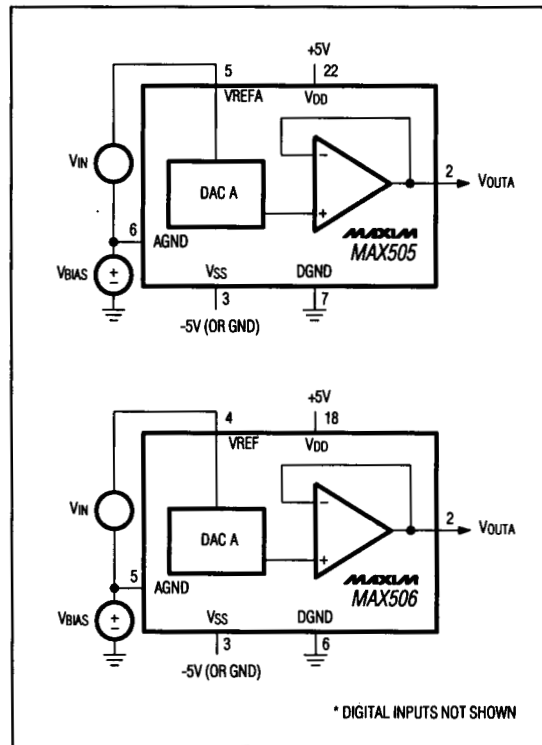 +5V
5
22
VREFA
VDD
VIN
−
DAC A
2
VOUTA
+
6
AGND
MAXIM
MAX505
VBIAS
+
−
VSS
DGND
3
7
-5V (OR GND)
+5V
4
18
VREF
VDD
VIN
−
DAC A
2
VOUTA
+
5
AGND
MAXIM
MAX506
VBIAS
+
−
VSS
DGND
3
6
-5V (OR GND)
* DIGITAL INPUTS NOT SHOWN